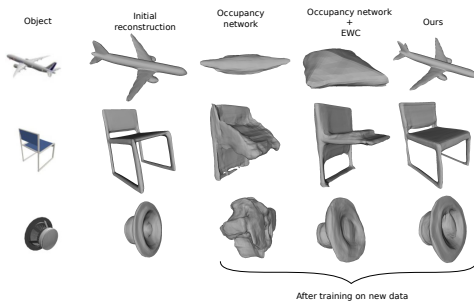 Object
Initial
reconstruction
Occupancy
network
Occupancy network
+
EWC
Ours
After training on new data